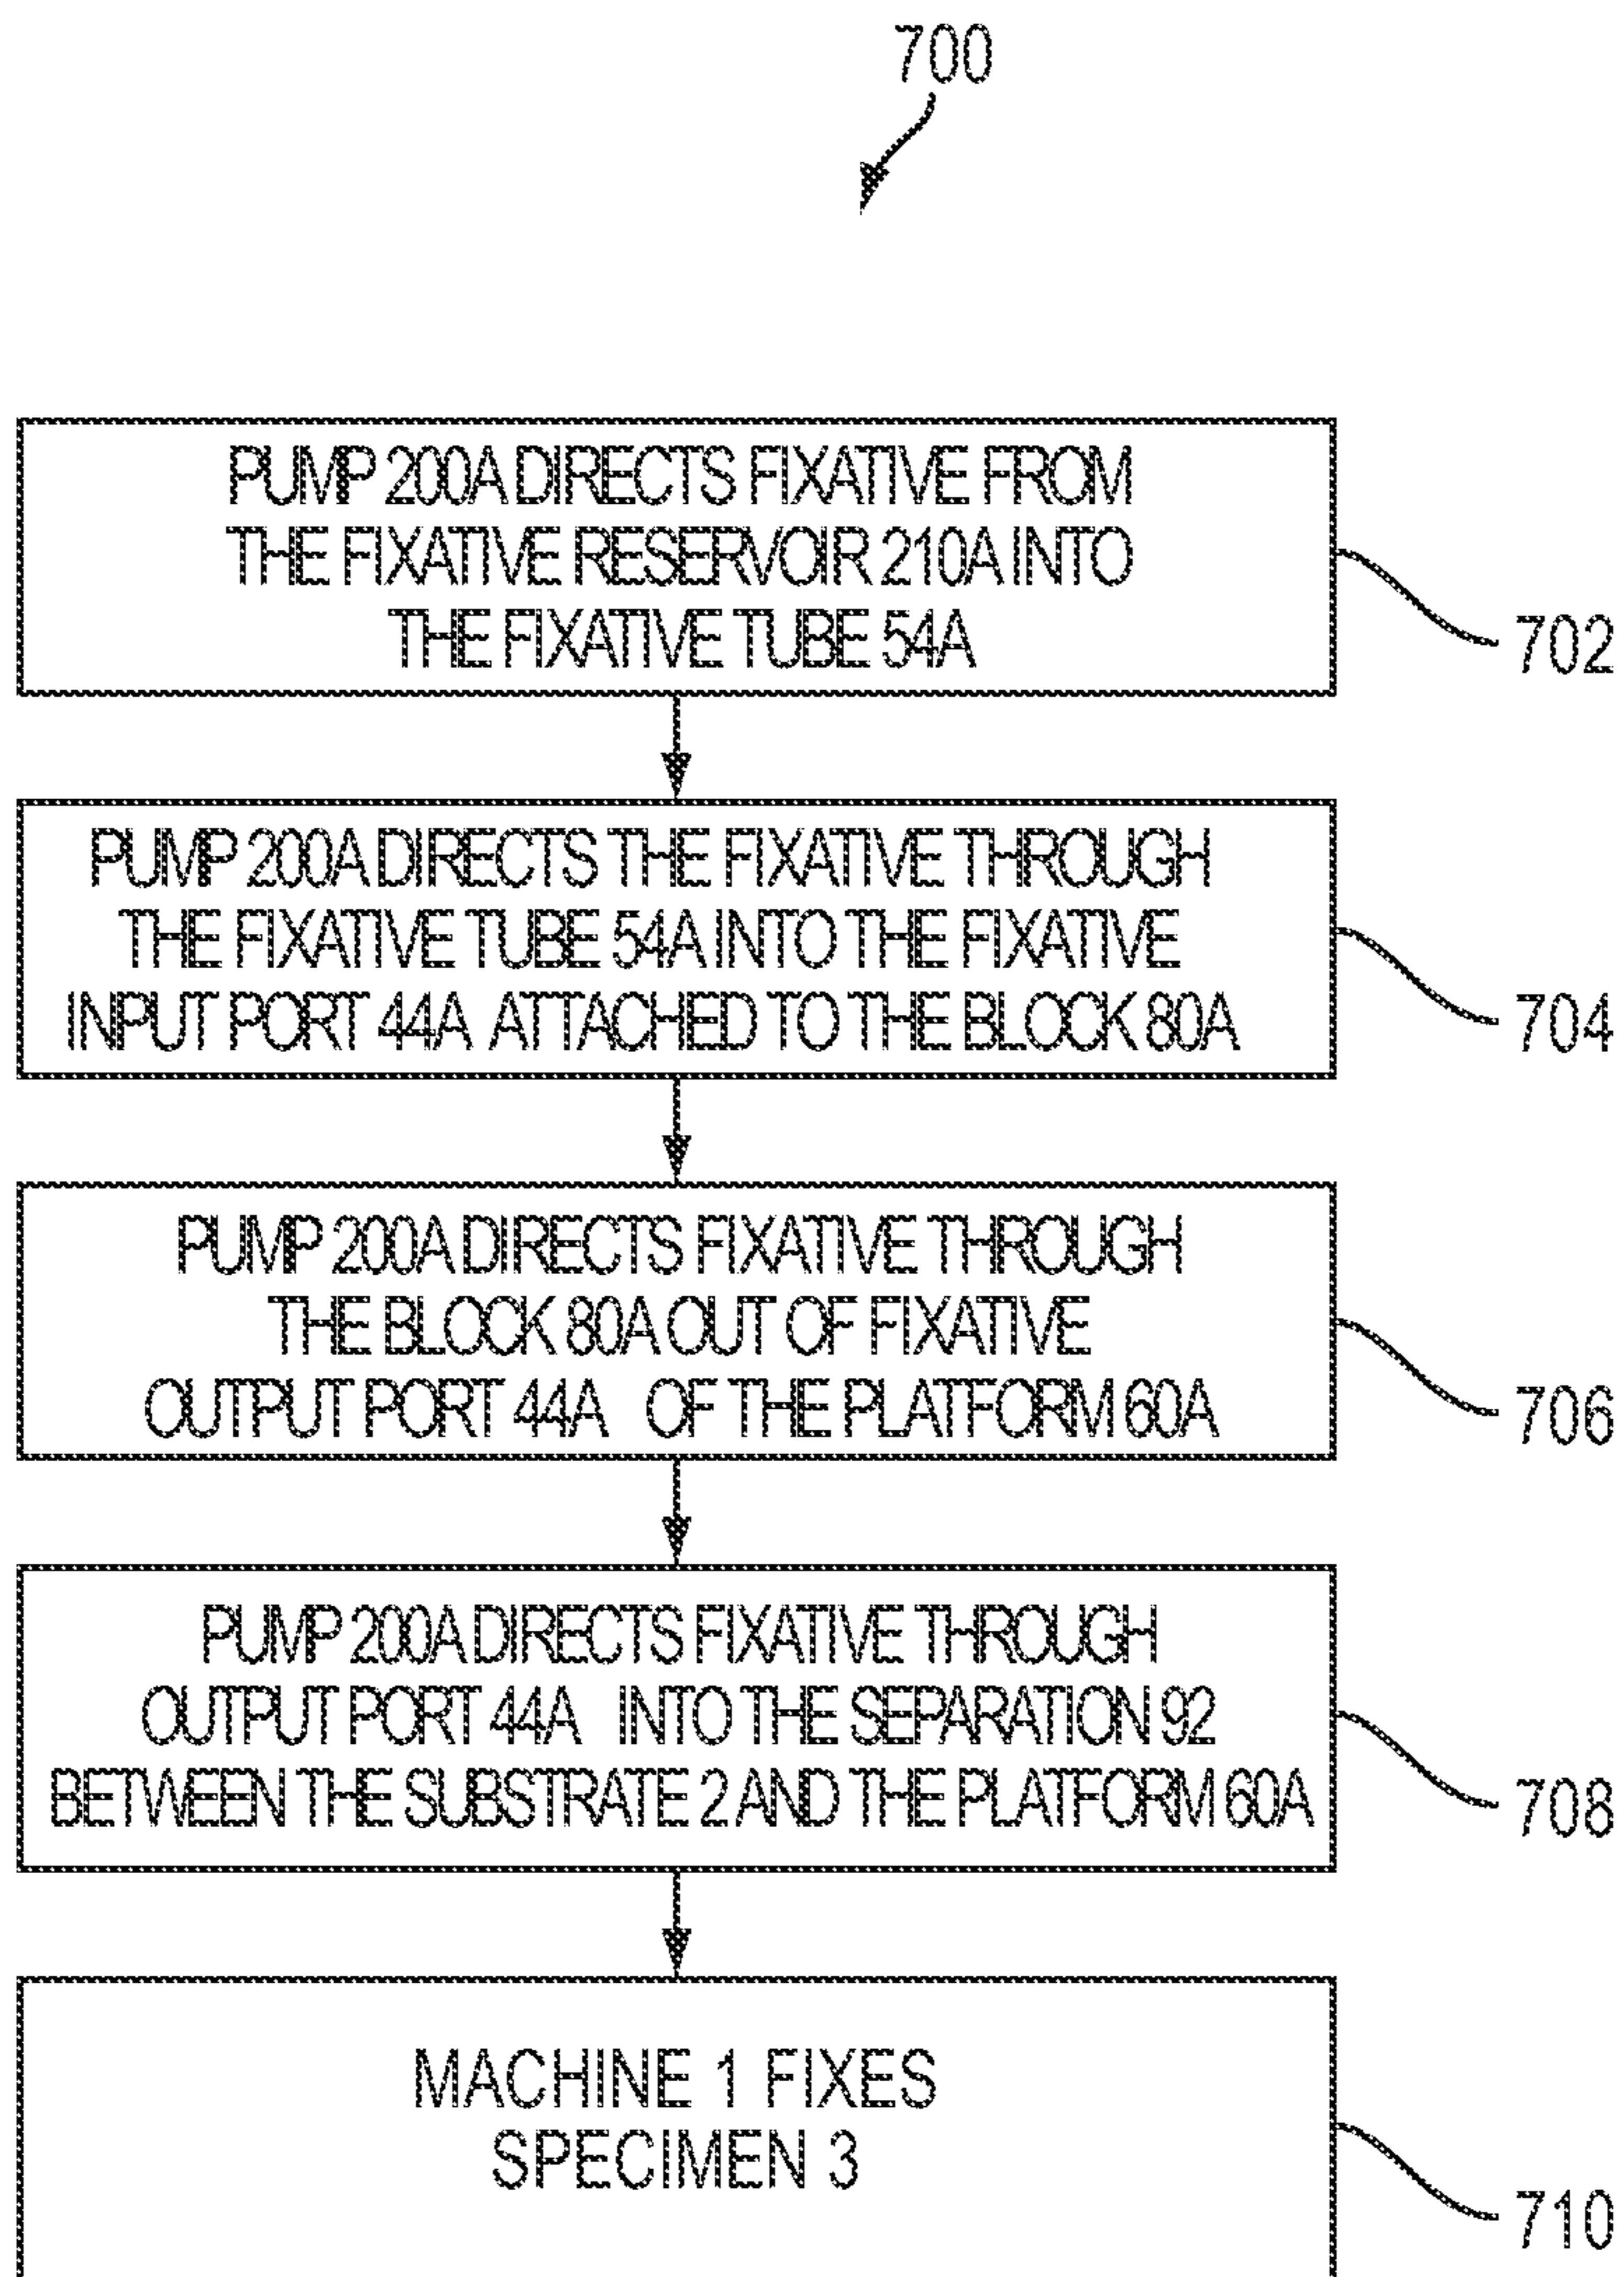 700
PUMP 200A DIRECTS FIXATIVE FROM
THE FIXATIVE RESERVOIR 210A INTO
THE FIXATIVE TUBE 54A
702
PUMP 200A DIRECTS THE FIXATIVE THROUGH
THE FIXATIVE TUBE 54A INTO THE FIXATIVE
INPUT PORT 44A ATTACHED TO THE BLOCK 80A
704
PUMP 200A DIRECTS FIXATIVE THROUGH
THE BLOCK 80A OUT OF FIXATIVE
OUTPUT PORT 44A OF THE PLATFORM 60A
706
PUMP 200A DIRECTS FIXATIVE THROUGH
OUTPUT PORT 44A INTO THE SEPARATION 92
BETWEEN THE SUBSTRATE 2 AND THE PLATFORM 60A
708
MACHINE 1 FIXES
SPECIMEN 3
710